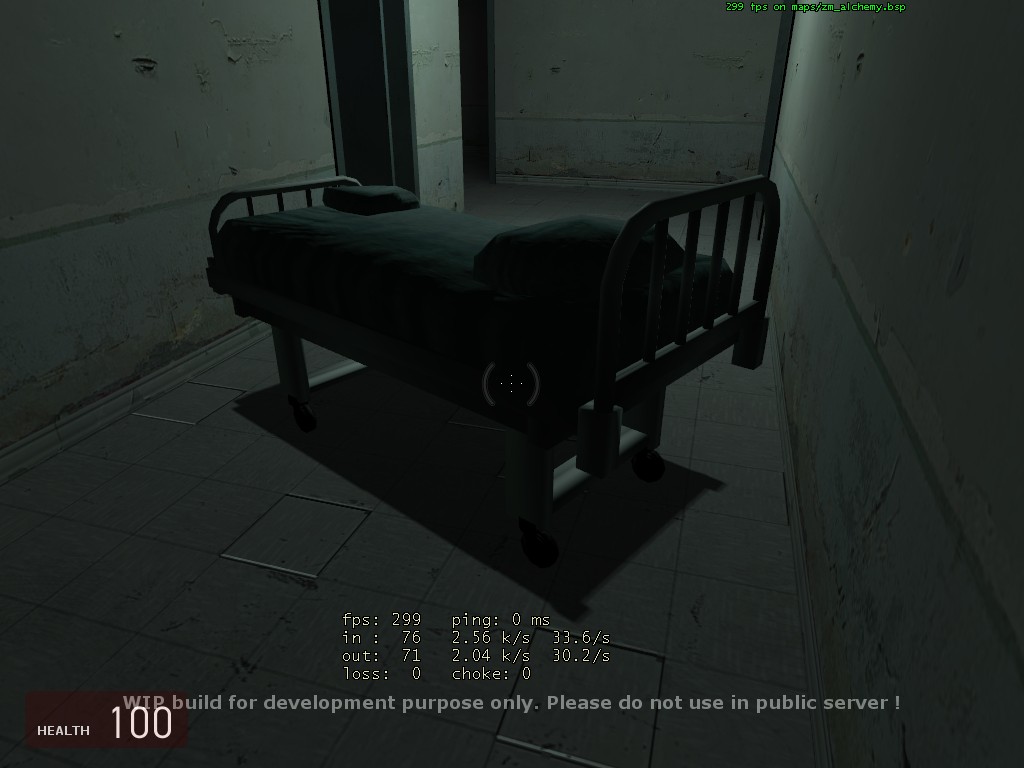 299 fps on maps/zm_alchemy.bsp
fps: 299 ping: 0 ms
in : 76 2.56 k/s 33.6/s
out: 71 2.04 k/s 30.2/s
loss: 0 choke: 0
WIP build for development purpose only. Please do not use in public server !
HEALTH 100